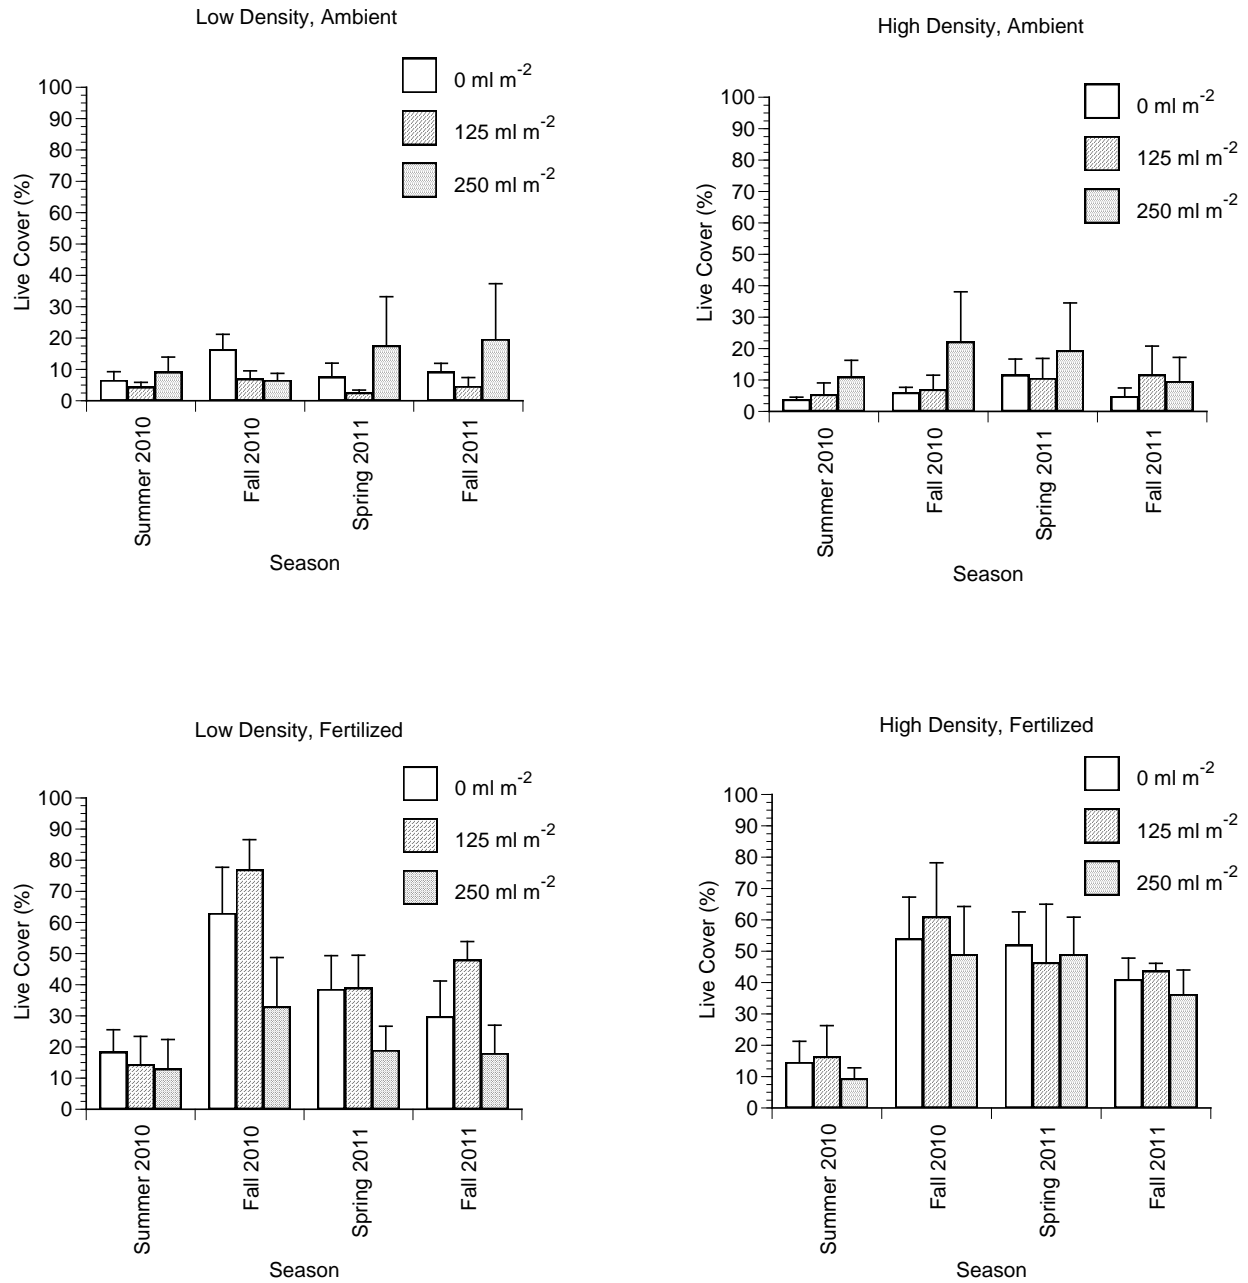 Low Density, Ambient
0 ml m-2
125 ml m-2
250 ml m-2
100
90
80
70
60
50
40
30
20
10
0
Live Cover (%)
Summer 2010
Fall 2010
Spring 2011
Fall 2011
Season
High Density, Ambient
0 ml m-2
125 ml m-2
250 ml m-2
100
90
80
70
60
50
40
30
20
10
0
Live Cover (%)
Summer 2010
Fall 2010
Spring 2011
Fall 2011
Season
Low Density, Fertilized
0 ml m-2
125 ml m-2
250 ml m-2
100
90
80
70
60
50
40
30
20
10
0
Live Cover (%)
Summer 2010
Fall 2010
Spring 2011
Fall 2011
Season
High Density, Fertilized
0 ml m-2
125 ml m-2
250 ml m-2
100
90
80
70
60
50
40
30
20
10
0
Live Cover (%)
Summer 2010
Fall 2010
Spring 2011
Fall 2011
Season